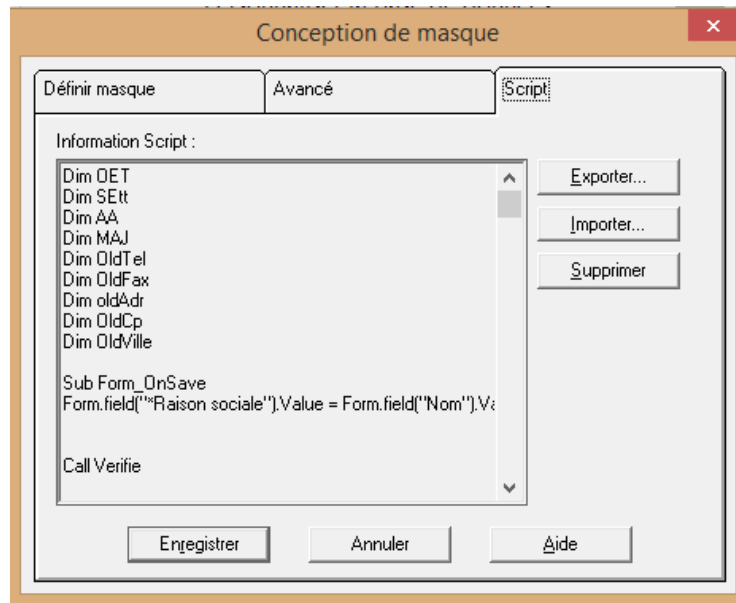 Conception de masque
Définir masque
Avancé
Script
Information Script :
Dim OET
Dim SEtt
Dim AA
Dim MAJ
Dim OldTel
Dim OldFax
Dim oldAdr
Dim OldCp
Dim OldVille
Sub Form_OnSave
Form.field("*Raison sociale").Value = Form.field("Nom").Va
Call Verifie
Exporter...
Importer...
Supprimer
Enregistrer
Annuler
Aide